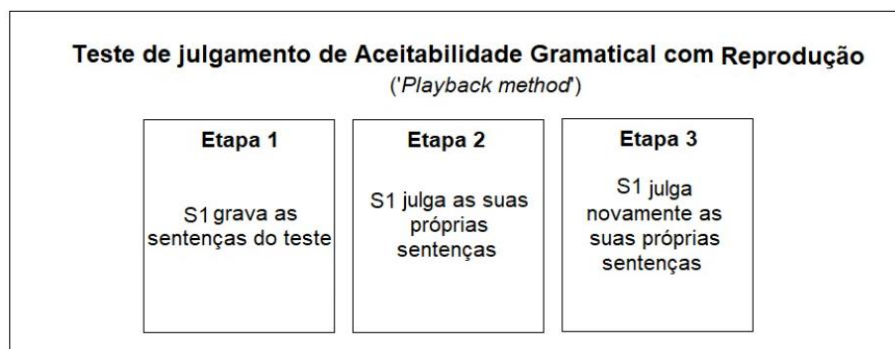 Teste de julgamento de Aceitabilidade Gramatical com Reprodução
('Playback method')
Etapa 1
S1 grava as
sentenças do teste
Etapa 2
S1 julga as suas
próprias
sentenças
Etapa 3
S1 julga
novamente as
suas próprias
sentenças